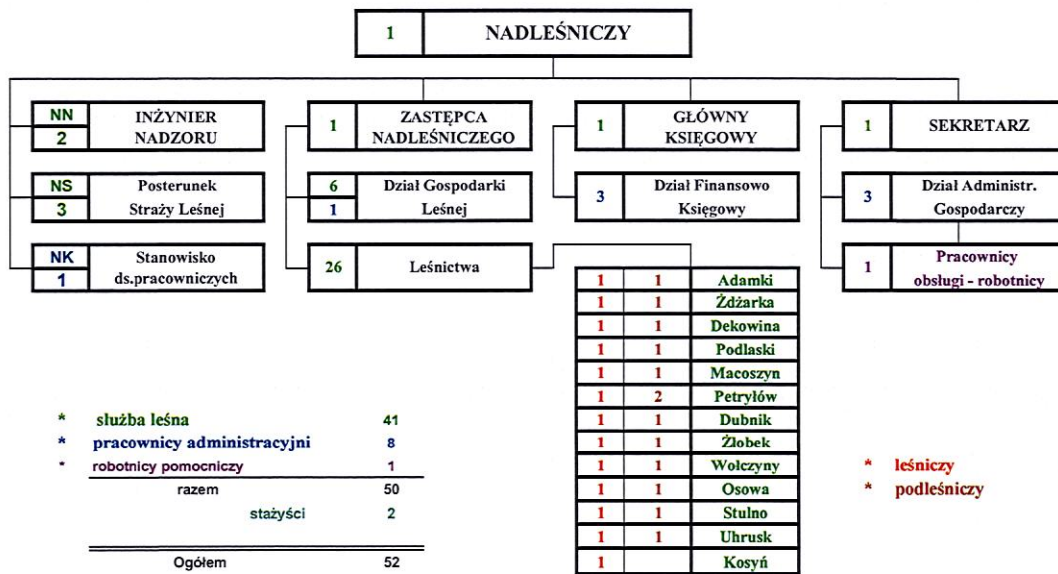 1 NADLEŚNICZY
NN 2 INŻYNIER NADZORU
1 ZASTĘPCA NADLEŚNICZEGO
1 GŁÓWNY KSIĘGOWY
1 SEKRETARZ
NS 3 Posterunek Straży Leśnej
6 1 Dział Gospodarki Leśnej
3 Dział Finansowo Księgowy
3 Dział Administr. Gospodarczy
NK 1 Stanowisko ds.pracowniczych
26 Leśnictwa
1 Pracownicy obsługi - robotnicy
1 1 Adamki
1 1 Żdżarka
1 1 Dekowina
1 1 Podlaski
1 1 Macoszyn
1 2 Petryłów
1 1 Dubnik
1 1 Żłobek
1 1 Wołczyny
1 1 Osowa
1 1 Stulno
1 1 Uhrusk
1 Kosyń
* służba leśna 41
* pracownicy administracyjni 8
* robotnicy pomocniczy 1
razem 50
stażyści 2
Ogółem 52
* leśniczy
* podleśniczy